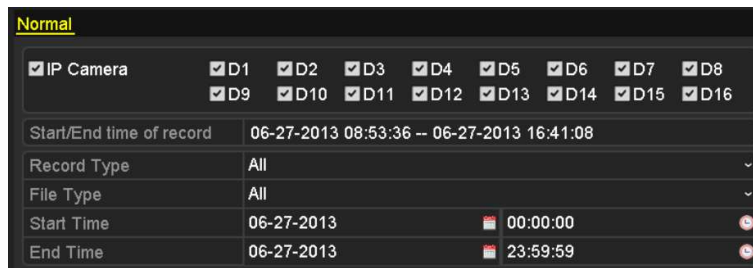 Normal
IP Camera D1 D2 D3 D4 D5 D6 D7 D8
D9 D10 D11 D12 D13 D14 D15 D16
Start/End time of record 06-27-2013 08:53:36 -- 06-27-2013 16:41:08
Record Type All
File Type All
Start Time 06-27-2013 00:00:00
End Time 06-27-2013 23:59:59